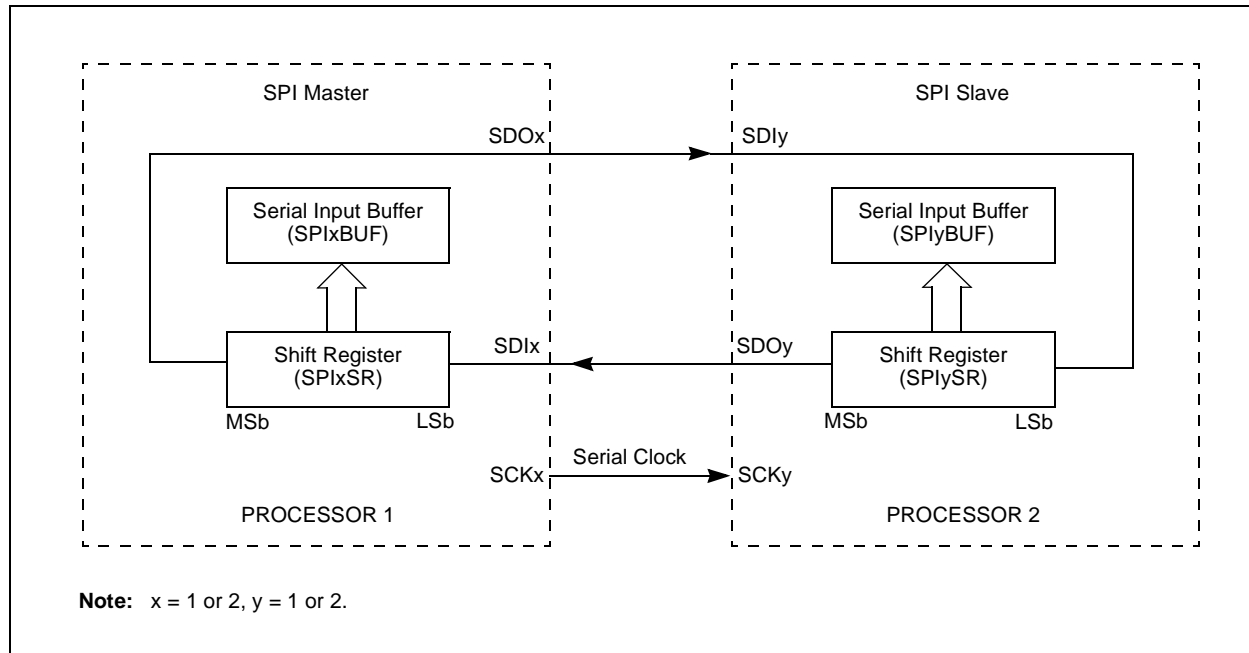 SPI Master
SDOx
Serial Input Buffer
(SPIxBUF)
Shift Register
(SPIxSR)
MSb
LSb
SDIx
SCKx
PROCESSOR 1
Serial Clock
SPI Slave
SDIy
Serial Input Buffer
(SPIyBUF)
SDOy
Shift Register
(SPIySR)
MSb
LSb
SCKy
PROCESSOR 2
Note: x = 1 or 2, y = 1 or 2.